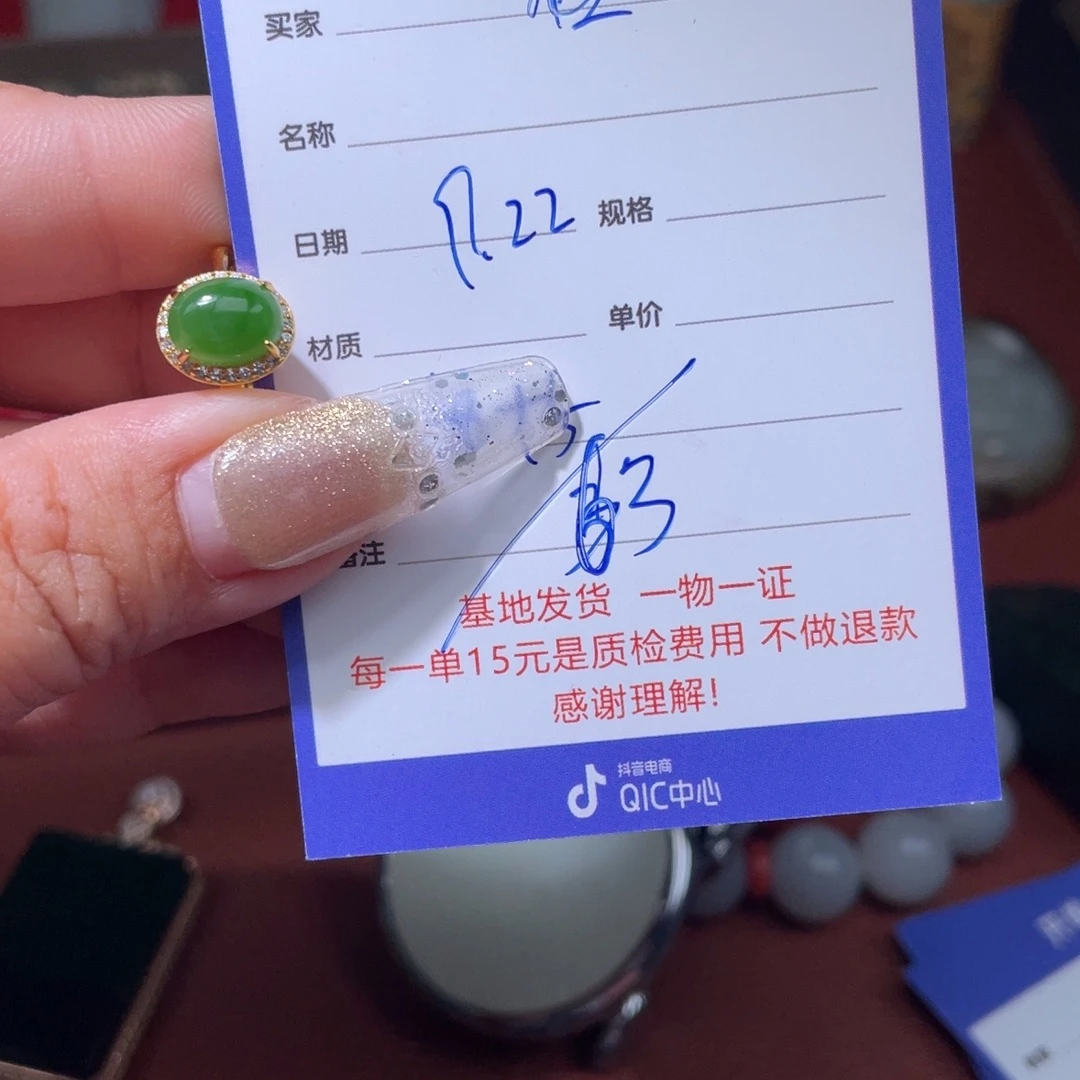 买家
名称
日期 7.22 规格
材质 单价
备注
基地发货 一物一证
每一单15元是质检费用 不做退款
感谢理解!
抖音电商
QIC中心